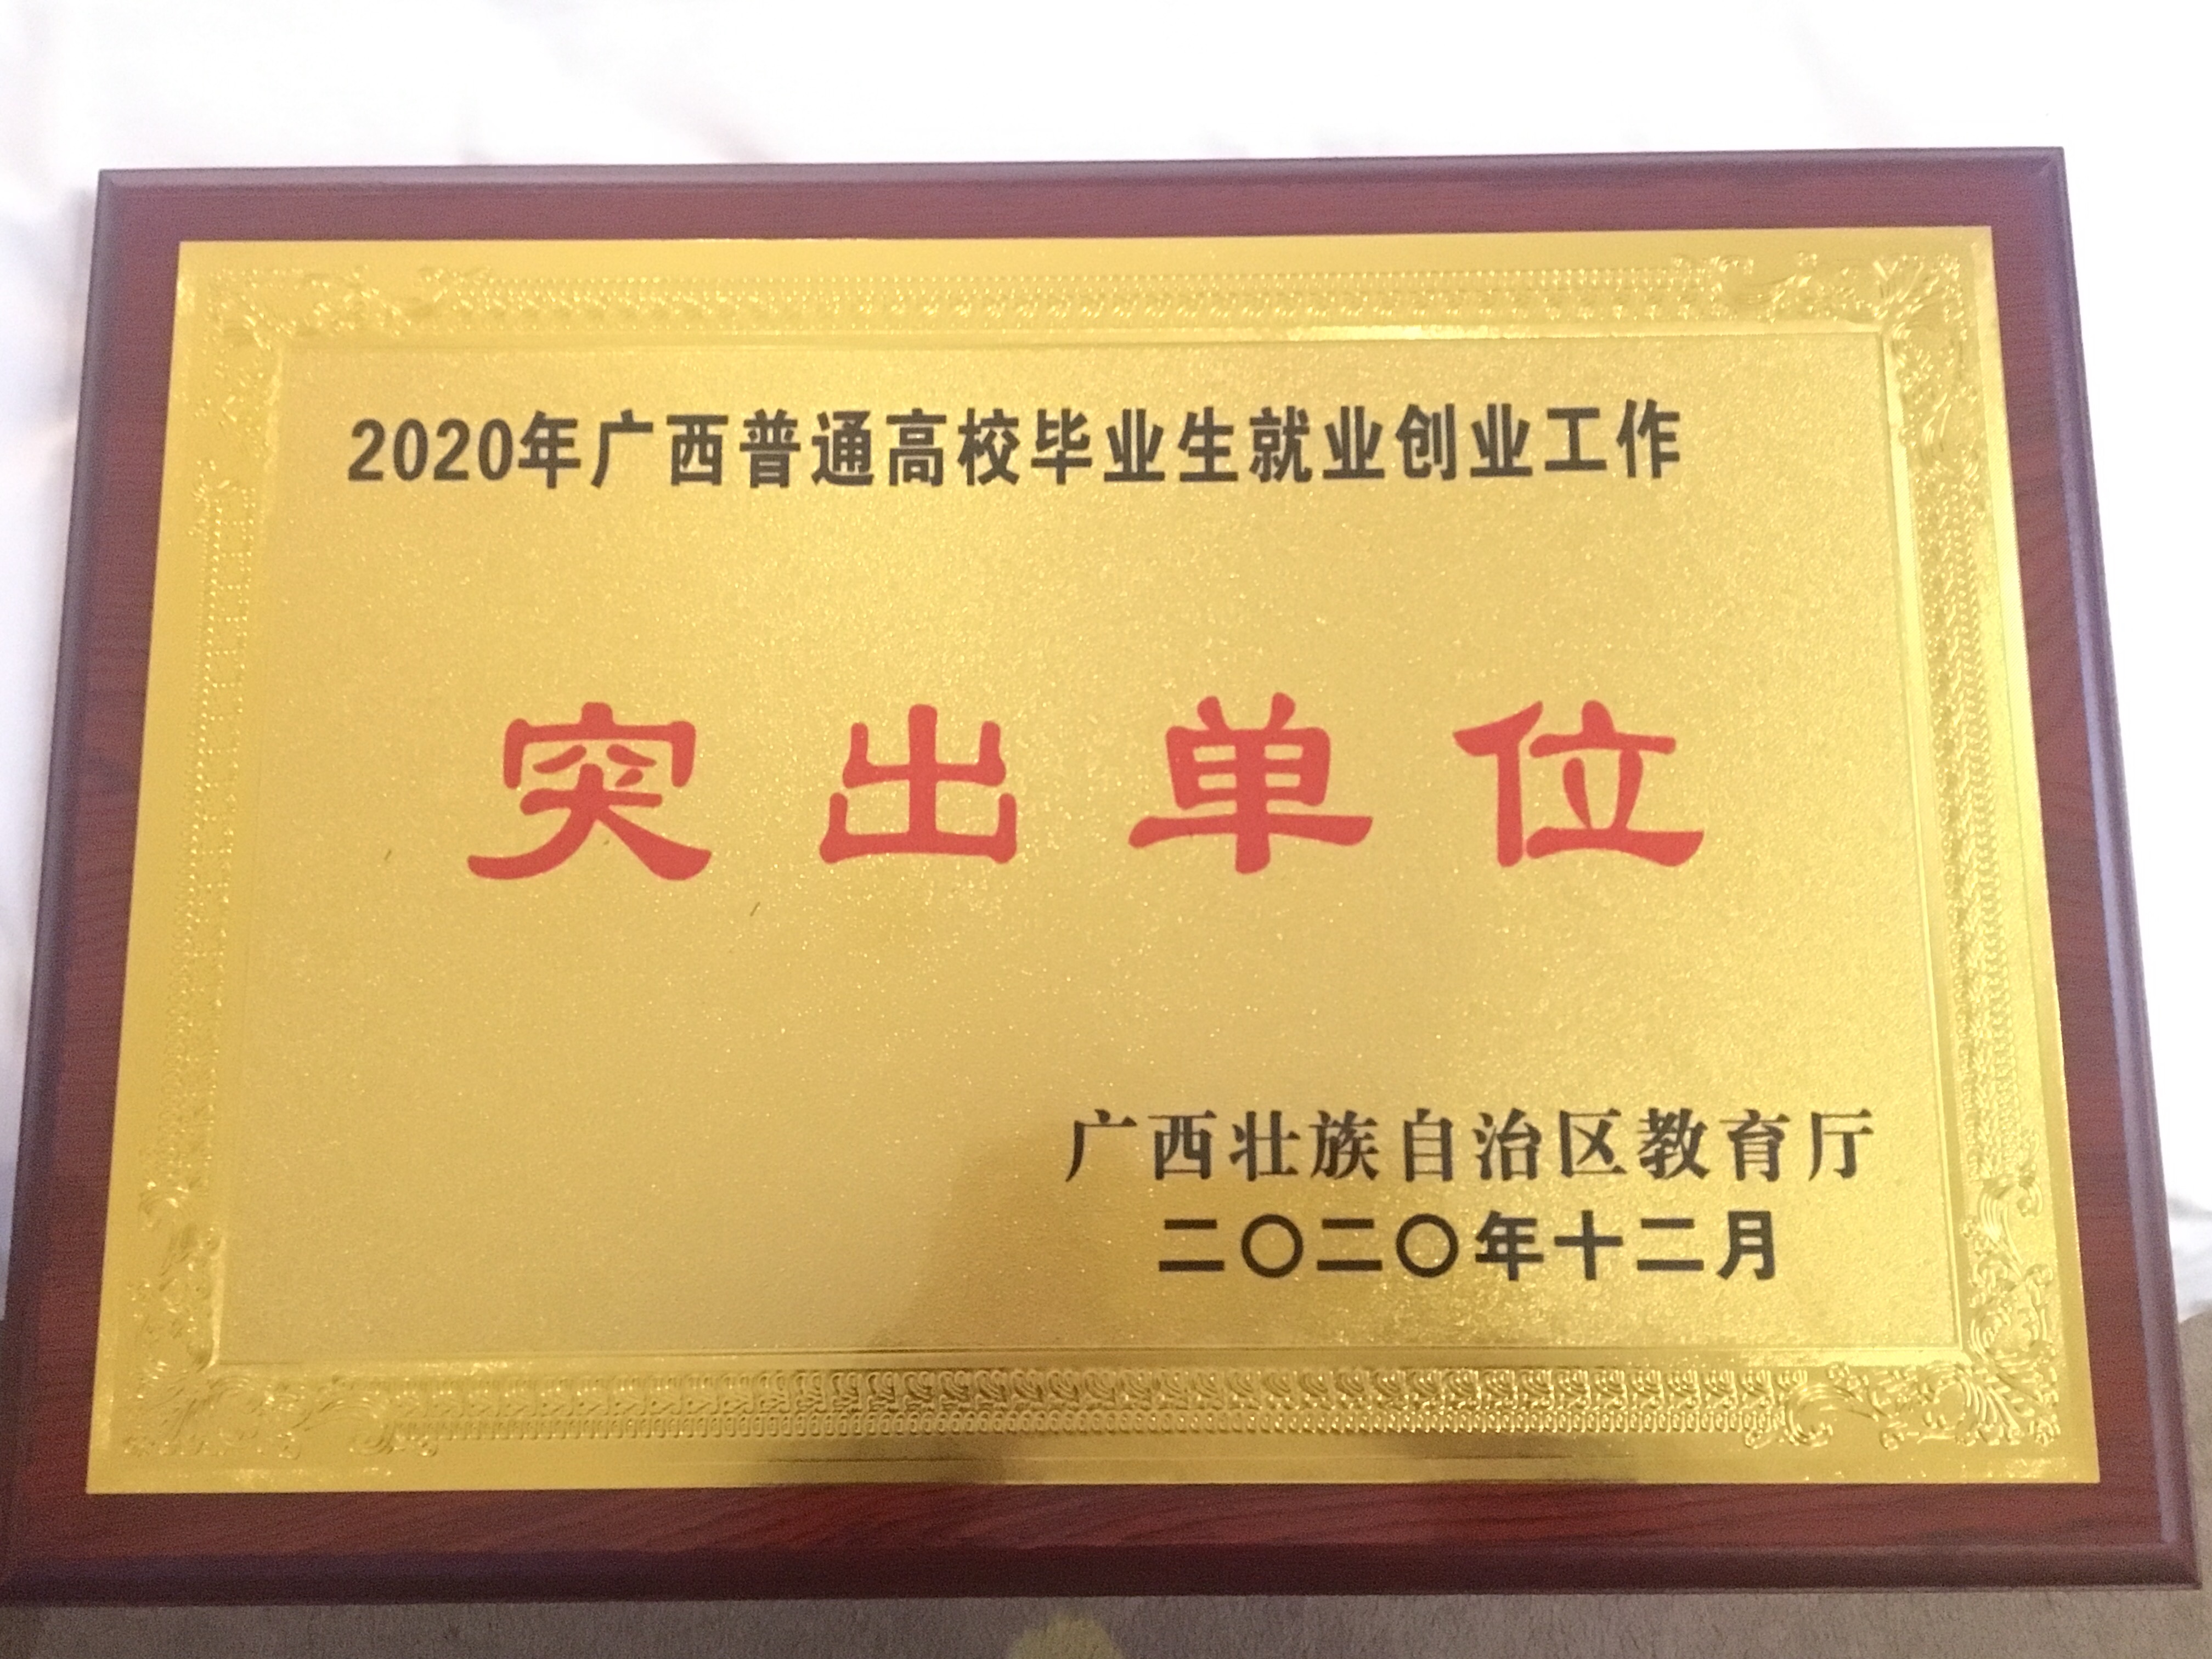 2020年广西普通高校毕业生就业创业工作
突出单位
广西壮族自治区教育厅
二〇二〇年十二月